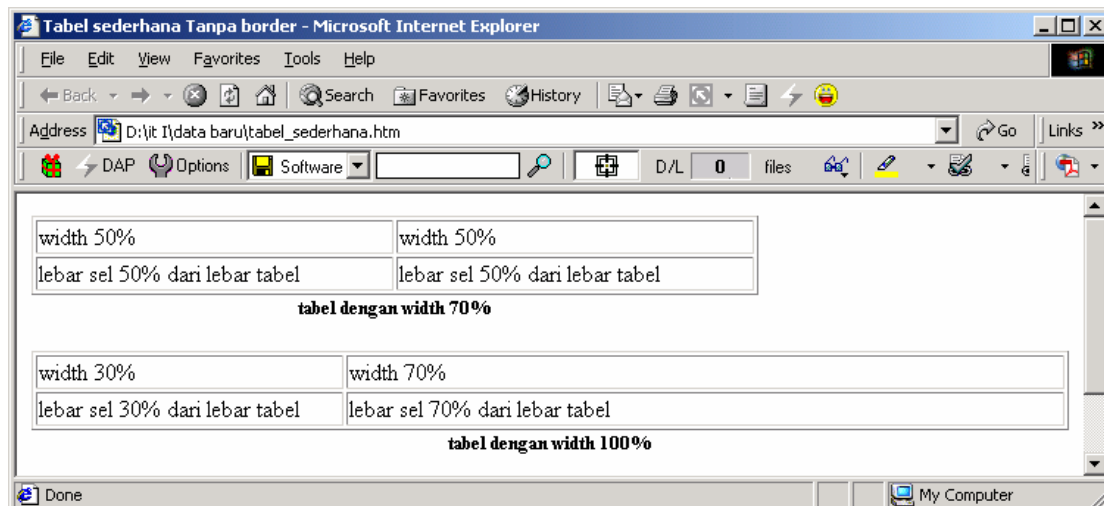 Tabel sederhana Tanpa border - Microsoft Internet Explorer
File Edit View Favorites Tools Help
Back Search Favorites History
Address D:\it I\data baru\tabel_sederhana.htm Go Links »
DAP Options Software D/L 0 files
width 50% width 50%
lebar sel 50% dari lebar tabel lebar sel 50% dari lebar tabel
tabel dengan width 70%
width 30% width 70%
lebar sel 30% dari lebar tabel lebar sel 70% dari lebar tabel
tabel dengan width 100%
Done My Computer